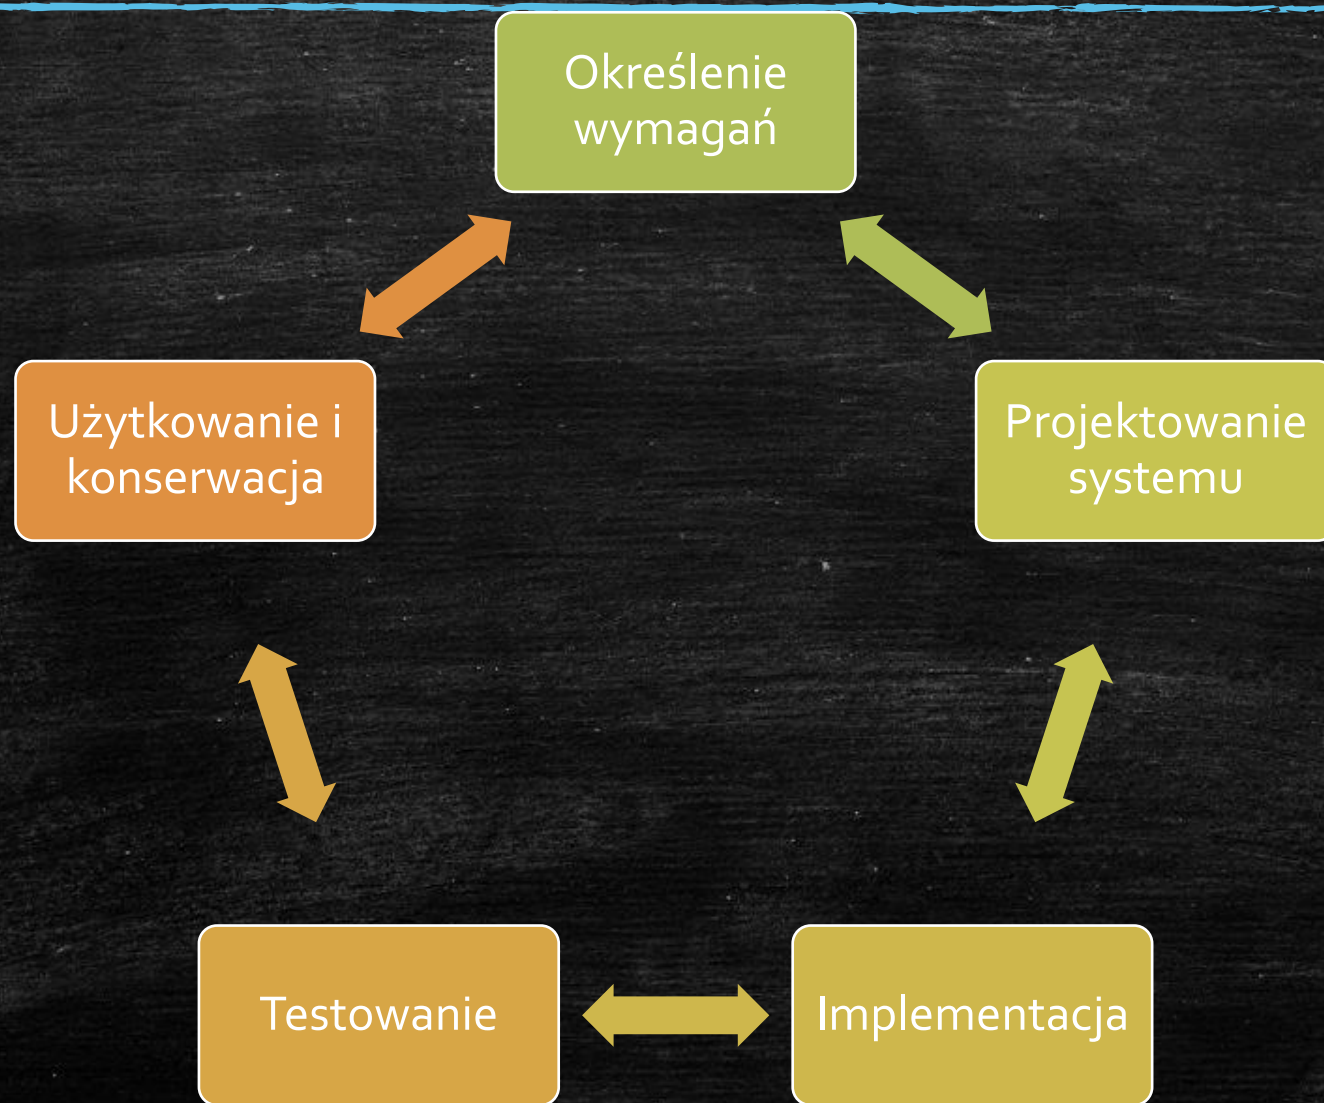 Określenie
wymagań
Użytkowanie i
konserwacja
Projektowanie
systemu
Testowanie
Implementacja